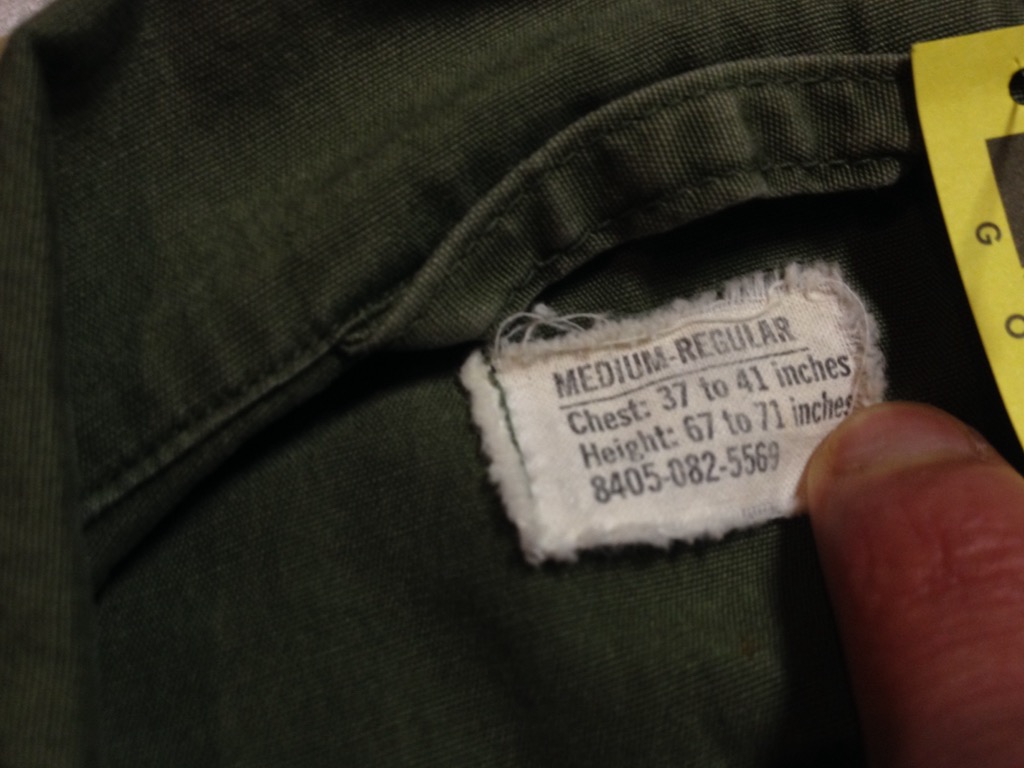 MEDIUM-REGULAR
Chest: 37 to 41 inches
Height: 67 to 71 inches
8405-082-5569
G
O